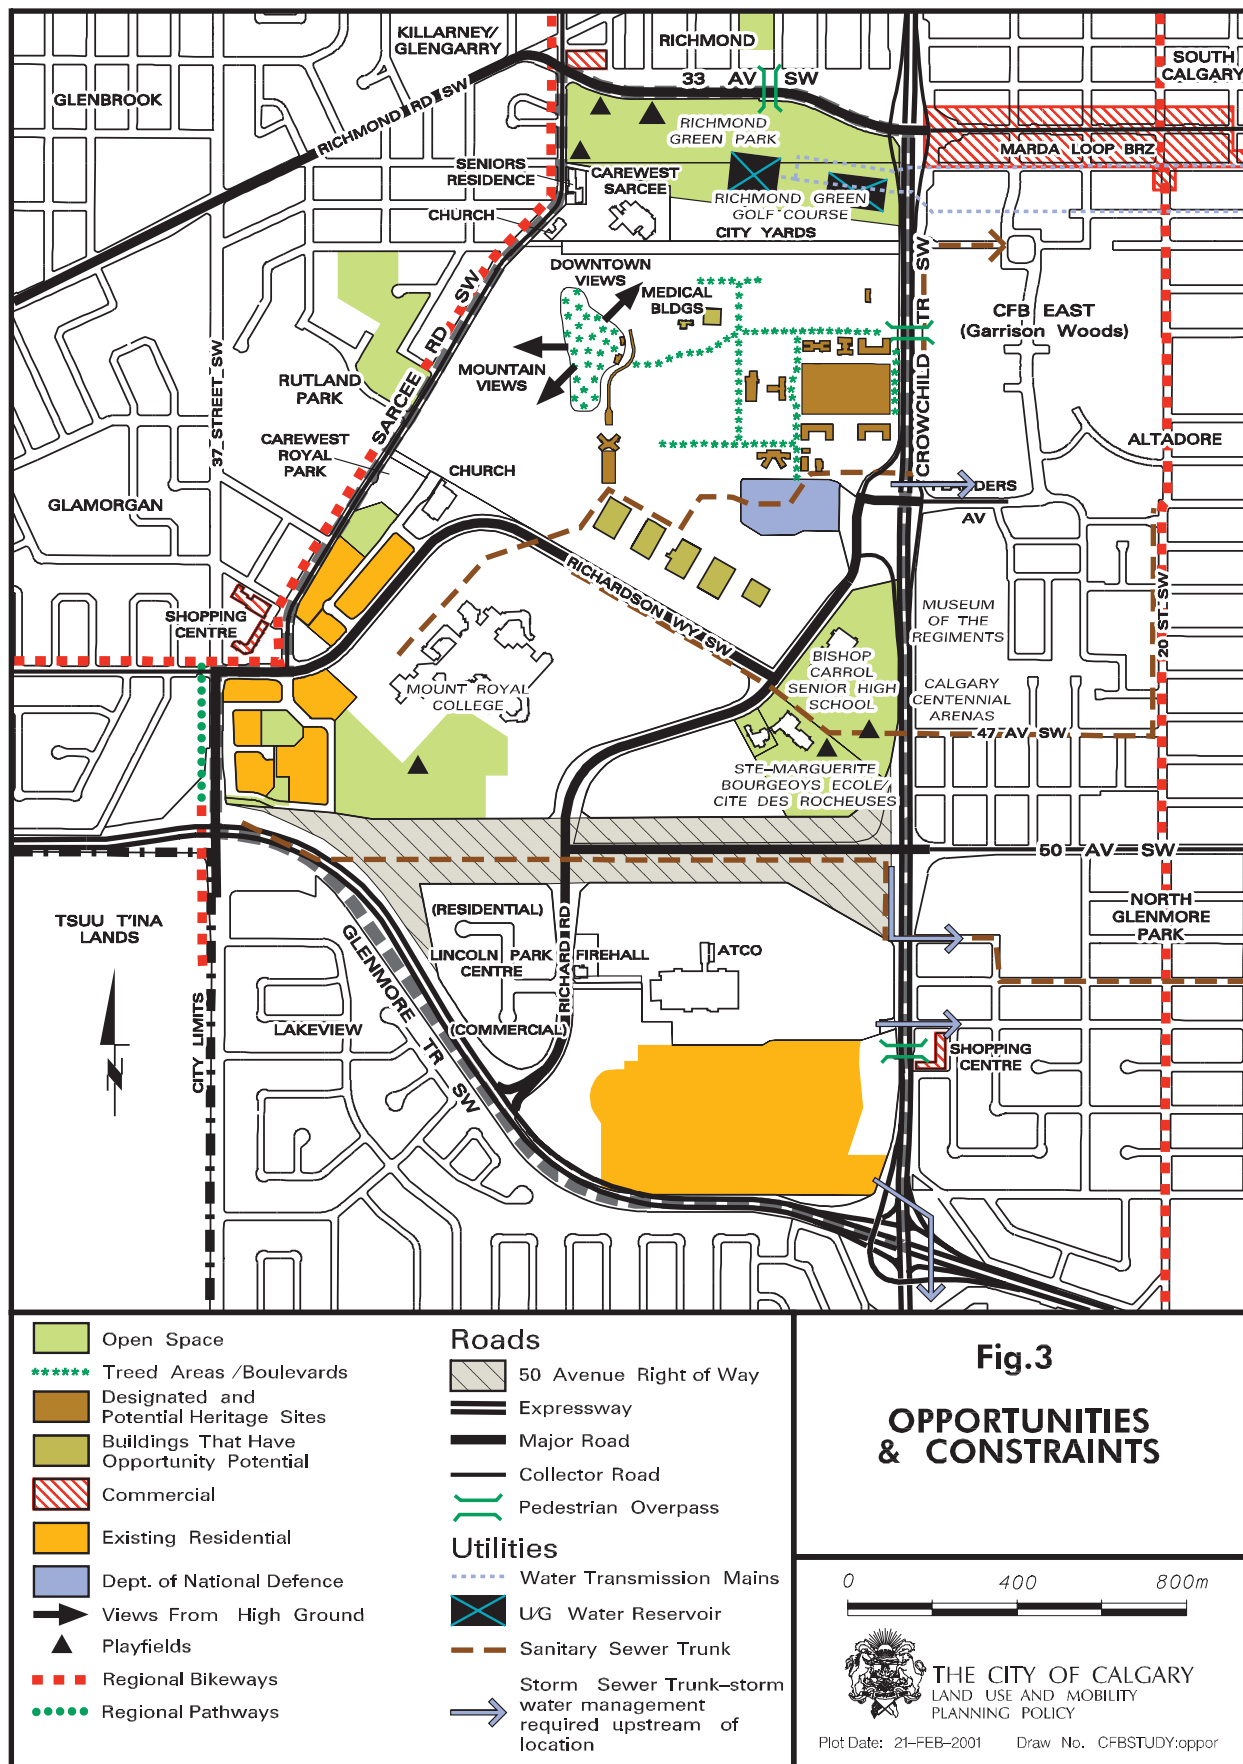 KILLARNEY/
GLENGARRY
RICHMOND
SOUTH
CALGARY
33 AV SW
GLENBROOK
RICHMOND RD SW
RICHMOND
GREEN PARK
MARDA LOOP BRZ
SENIORS
RESIDENCE
CAREWEST
SARCEE
RICHMOND GREEN
GOLF COURSE
CHURCH
CITY YARDS
DOWNTOWN
VIEWS
MEDICAL
BLDGS
CROWCHILD TR SW
CFB EAST
(Garrison Woods)
SARCEE RD SW
MOUNTAIN
VIEWS
RUTLAND
PARK
37 STREET SW
CAREWEST
ROYAL
PARK
CHURCH
ALTADORE
GLAMORGAN
FLANDERS
AV
RICHARDSON WY SW
SHOPPING
CENTRE
MUSEUM
OF THE
REGIMENTS
20 ST SW
BISHOP
CARROL
SENIOR HIGH
SCHOOL
MOUNT ROYAL
COLLEGE
CALGARY
CENTENNIAL
ARENAS
47 AV SW
STE-MARGUERITE
BOURGEOYS ECOLE/
CITE DES ROCHEUSES
50 AV SW
TSUU T'INA
LANDS
(RESIDENTIAL)
NORTH
GLENMORE
PARK
LINCOLN PARK
CENTRE
RICHARD RD
FIREHALL
ATCO
GLENMORE TR SW
LAKEVIEW
(COMMERCIAL)
CITY LIMITS
SHOPPING
CENTRE
Open Space
Treed Areas /Boulevards
Designated and
Potential Heritage Sites
Buildings That Have
Opportunity Potential
Commercial
Existing Residential
Dept. of National Defence
Views From High Ground
Playfields
Regional Bikeways
Regional Pathways
Roads
50 Avenue Right of Way
Expressway
Major Road
Collector Road
Pedestrian Overpass
Utilities
Water Transmission Mains
U/G Water Reservoir
Sanitary Sewer Trunk
Storm Sewer Trunk-storm
water management
required upstream of
location
Fig.3
OPPORTUNITIES
& CONSTRAINTS
0 400 800m
THE CITY OF CALGARY
LAND USE AND MOBILITY
PLANNING POLICY
Plot Date: 21-FEB-2001 Draw No. CFBSTUDY:oppor